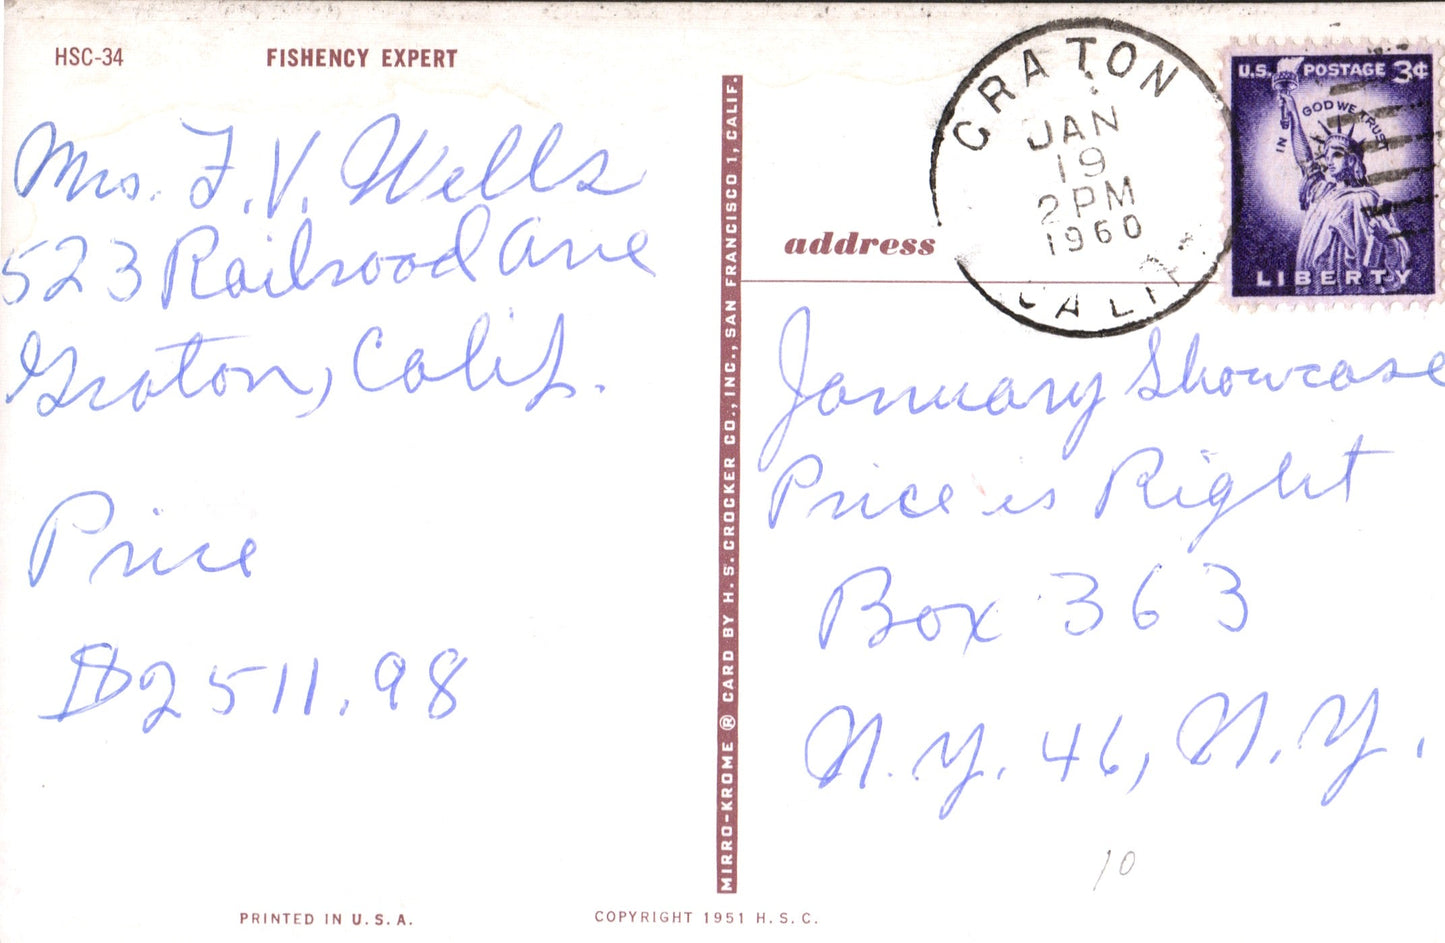 HSC-34 FISHENCY EXPERT
Mrs. F. V. Wells
523 Railroad Ave
Graton, Calif.
Price
$2511.98
PRINTED IN U.S.A.
COPYRIGHT 1951 H.S.C.
MIRRO-KROME ® CARD BY H.S. CROCKER CO., INC., SAN FRANCISCO 1, CALIF.
address
GRATON
JAN
19
2 PM
1960
CALIF.
U.S. POSTAGE 3¢
IN GOD WE TRUST
LIBERTY
January Showcase
Price is Right
Box 363
N.Y. 46, N.Y.
10